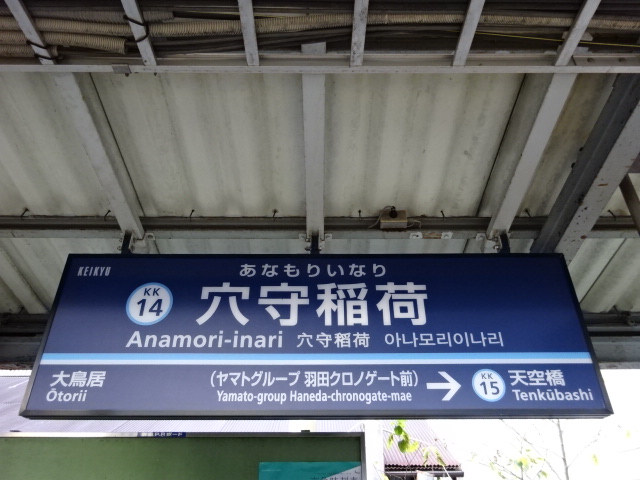 KEIKYU
あなもりいなり
KK 14 穴守稲荷
Anamori-inari 穴守稲荷 아나모리이나리
大鳥居 (ヤマトグループ 羽田クロノゲート前) → KK 15 天空橋
Ōtorii Yamato-group Haneda-chronogate-mae Tenkūbashi